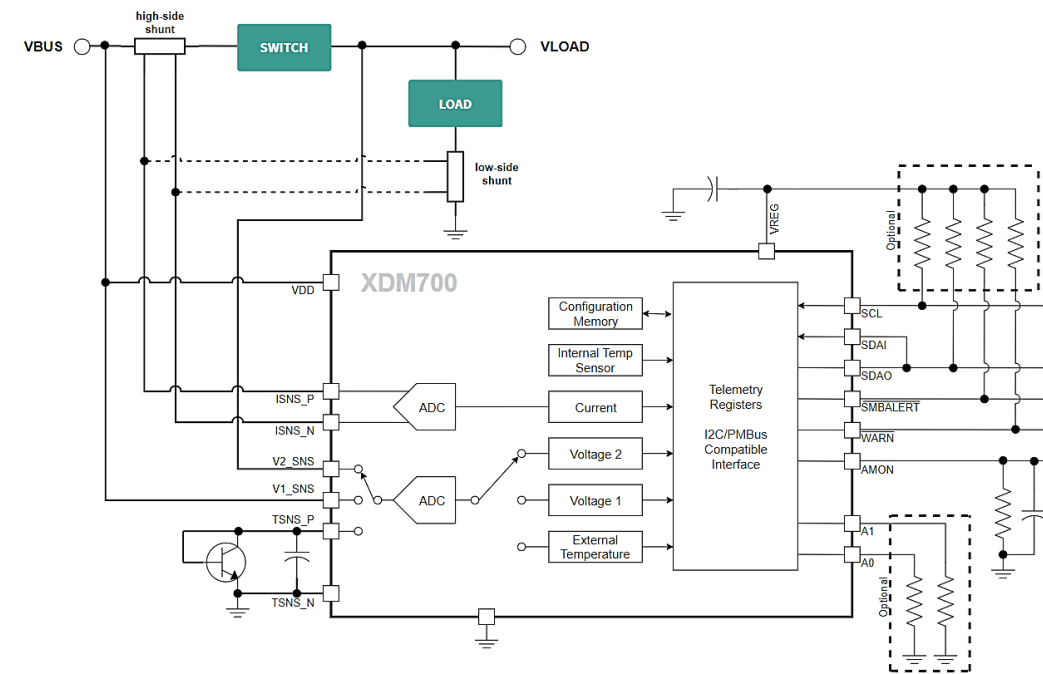 high-side
shunt
VBUS
SWITCH
VLOAD
LOAD
low-side
shunt
VREG
Optional
XDM700
VDD
Configuration
Memory
SCL
Internal Temp
Sensor
SDAI
SDAO
ISNS_P
ADC
Current
Telemetry
Registers
SMBALERT
ISNS_N
I2C/PMBus
Compatible
Interface
WARN
V2_SNS
Voltage 2
AMON
V1_SNS
ADC
Voltage 1
TSNS_P
External
Temperature
A1
A0
TSNS_N
Optional